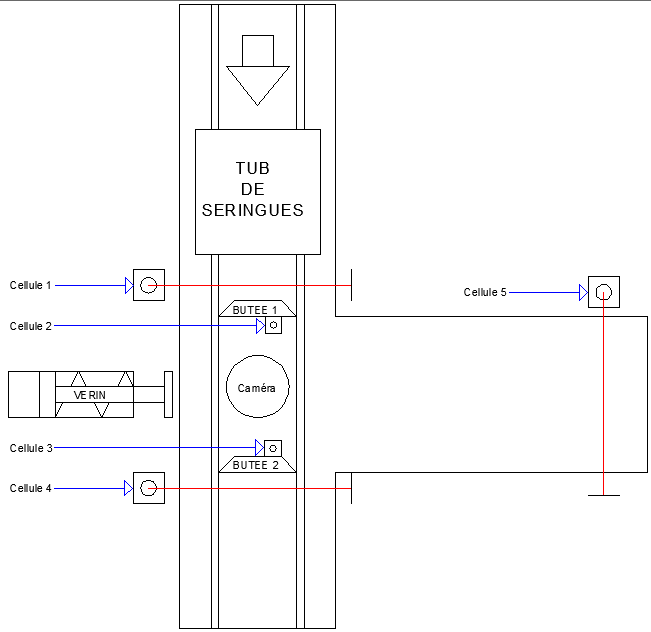 TUB
DE
SERINGUES
Cellule 1
Cellule 5
BUTEE 1
Cellule 2
Caméra
VERIN
Cellule 3
BUTEE 2
Cellule 4